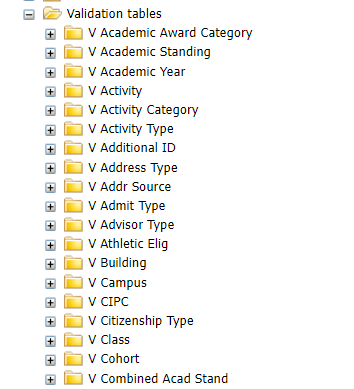 Validation tables
V Academic Award Category
V Academic Standing
V Academic Year
V Activity
V Activity Category
V Activity Type
V Additional ID
V Address Type
V Addr Source
V Admit Type
V Advisor Type
V Athletic Elig
V Building
V Campus
V CIPC
V Citizenship Type
V Class
V Cohort
V Combined Acad Stand